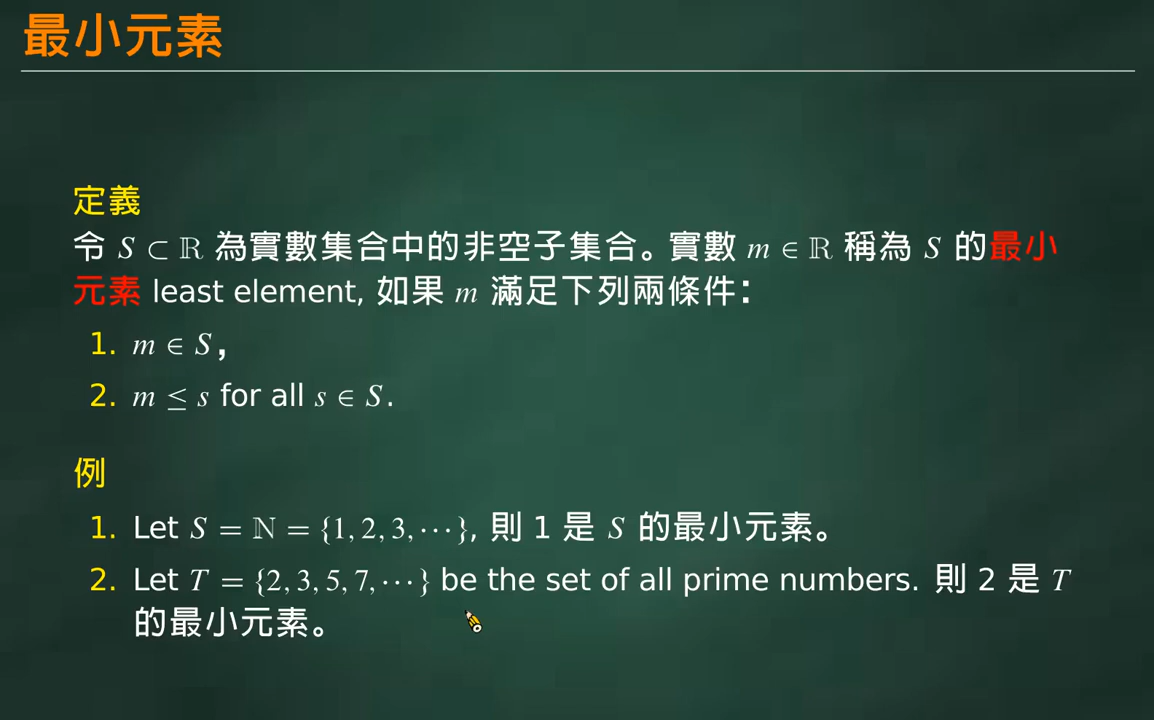 最小元素
定義
令 S ⊂ ℝ 為實數集合中的非空子集合。實數 m ∈ ℝ 稱為 S 的最小
元素 least element, 如果 m 滿足下列兩條件：
1. m ∈ S，
2. m ≤ s for all s ∈ S.
例
1. Let S = ℕ = {1, 2, 3, ⋯}, 則 1 是 S 的最小元素。
2. Let T = {2, 3, 5, 7, ⋯} be the set of all prime numbers. 則 2 是 T
的最小元素。